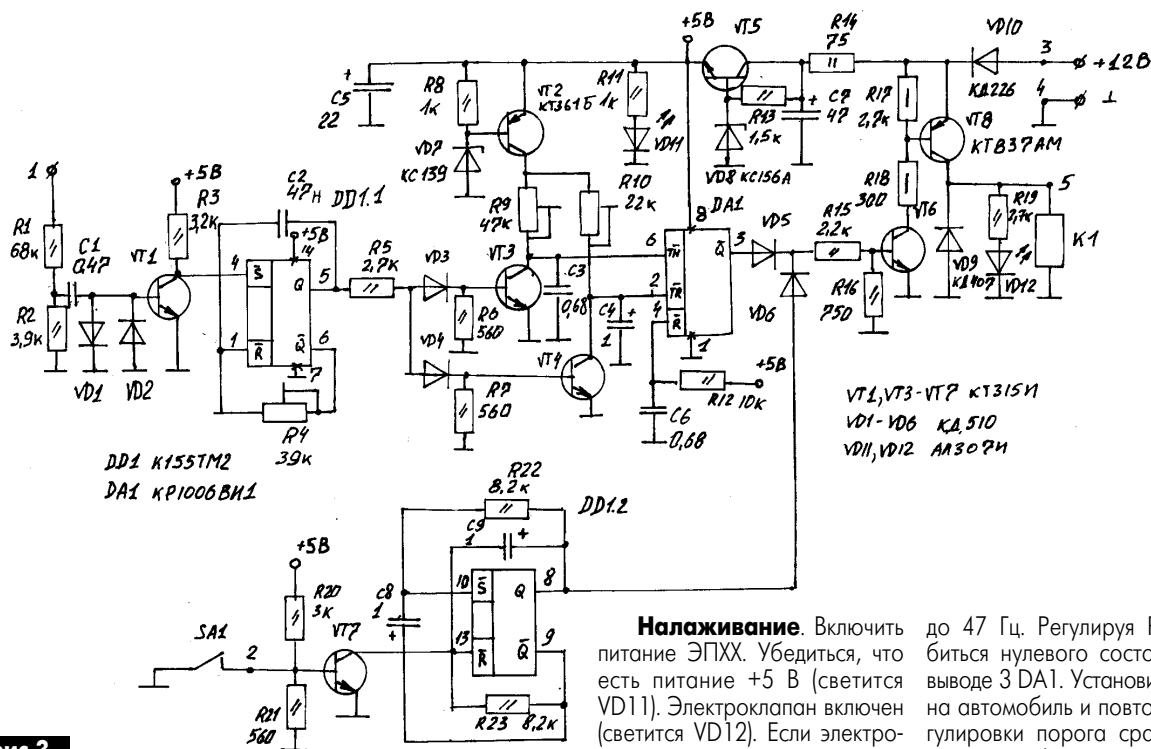 +5В
VT5
R14
75
VD10
3
+12В
КД226
4
⊥
C5
22
R8
1к
VT2
КТ361Б
R11
1к
VD11
R13
1,5к
C7
47
R17
2,7к
VT8
КТ837АМ
VD7
КС139
VD8 КС156А
R18
300
5
1
R1
68к
C1
0,47
R2
3,9к
VD1
VD2
VT1
+5В
R3
3,2к
C2
47н
DD1.1
+5В
14
4
S
Q
5
1
R
Q
6
7
R4
39к
R5
2,7к
VD3
VD4
R6
560
R7
560
R9
47к
VT3
C3
0,68
VT4
R10
22к
C4
1
DA1
8
6
TH
2
TR
4
R
Q
3
1
R12 10к
+5В
C6
0,68
VD5
VD6
R15
2,2к
VT6
R16
750
VD9
КД407
R19
2,7к
VD12
К1
VT1, VT3-VT7 КТ315И
VD1-VD6 КД510
VD11, VD12 АЛ307И
DD1 К155ТМ2
DA1 КР1006ВИ1
R22
8,2к
DD1.2
C9
1
C8
1
10
S
Q
8
13
R
Q
9
R23
8,2к
+5В
R20
3к
SA1
2
VT7
R21
560
Налаживание. Включить
питание ЭПХХ. Убедиться, что
есть питание +5 В (светится
VD11). Электроклапан включен
(светится VD12). Если электро-
до 47 Гц. Регулируя
биться нулевого
выводе 3 DA1.
на автомобиль и